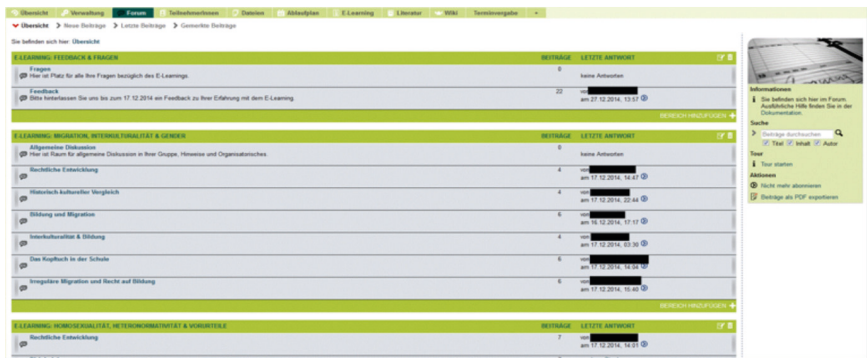 Übersicht Verwaltung Forum TeilnehmerInnen Dateien Ablaufplan E.Learning Literatur Wiki Terminvergabe +
Übersicht > Neue Beiträge > Letzte Beiträge > Gemerkte Beiträge
Sie befinden sich hier: Übersicht
E-LEARNING: FEEDBACK & FRAGEN BEITRÄGE LETZTE ANTWORT
Fragen 0
Hier ist Platz für alle Ihre Fragen bezüglich des E-Learnings. keine Antworten
Feedback 22 von
Bitte hinterlassen Sie uns bis zum 17.12.2014 ein Feedback zu Ihrer Erfahrung mit dem E-Learning. am 27.12.2014, 13:57
BEREICH HINZUFÜGEN +
E-LEARNING: MIGRATION, INTERKULTURALITÄT & GENDER BEITRÄGE LETZTE ANTWORT
Allgemeine Diskussion 0
Hier ist Raum für allgemeine Diskussion in Ihrer Gruppe, Hinweise und Organisatorisches. keine Antworten
Rechtliche Entwicklung 4 von
am 17.12.2014, 14:47
Historisch-kultureller Vergleich 4 von
am 17.12.2014, 22:44
Bildung und Migration 6 von
am 16.12.2014, 17:17
Interkulturalität & Bildung 4 von
am 17.12.2014, 03:30
Das Kopftuch in der Schule 6 von
am 17.12.2014, 14:04
Irreguläre Migration und Recht auf Bildung 6 von
am 17.12.2014, 15:40
BEREICH HINZUFÜGEN +
E-LEARNING: HOMOSEXUALITÄT, HETERONORMATIVITÄT & VORURTEILE BEITRÄGE LETZTE ANTWORT
Rechtliche Entwicklung 7 von
am 17.12.2014, 14:01
Informationen
Sie befinden sich hier im Forum.
Ausführliche Hilfe finden Sie in der
Dokumentation.
Suche
Beiträge durchsuchen
Titel Inhalt Autor
Tour
Tour starten
Aktionen
Nicht mehr abonnieren
Beiträge als PDF exportieren